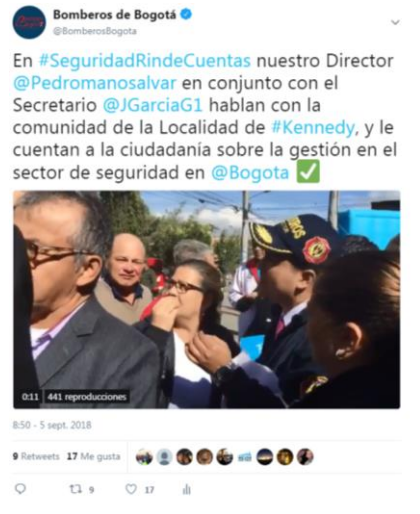 Bomberos de Bogotá
@BomberosBogota
En #SeguridadRindeCuentas nuestro Director
@Pedromanosalvar en conjunto con el
Secretario @JGarciaG1 hablan con la
comunidad de la Localidad de #Kennedy, y le
cuentan a la ciudadanía sobre la gestión en el
sector de seguridad en @Bogota ✅
0:11 441 reproducciones
8:50 - 5 sept. 2018
9 Retweets 17 Me gusta
9 17